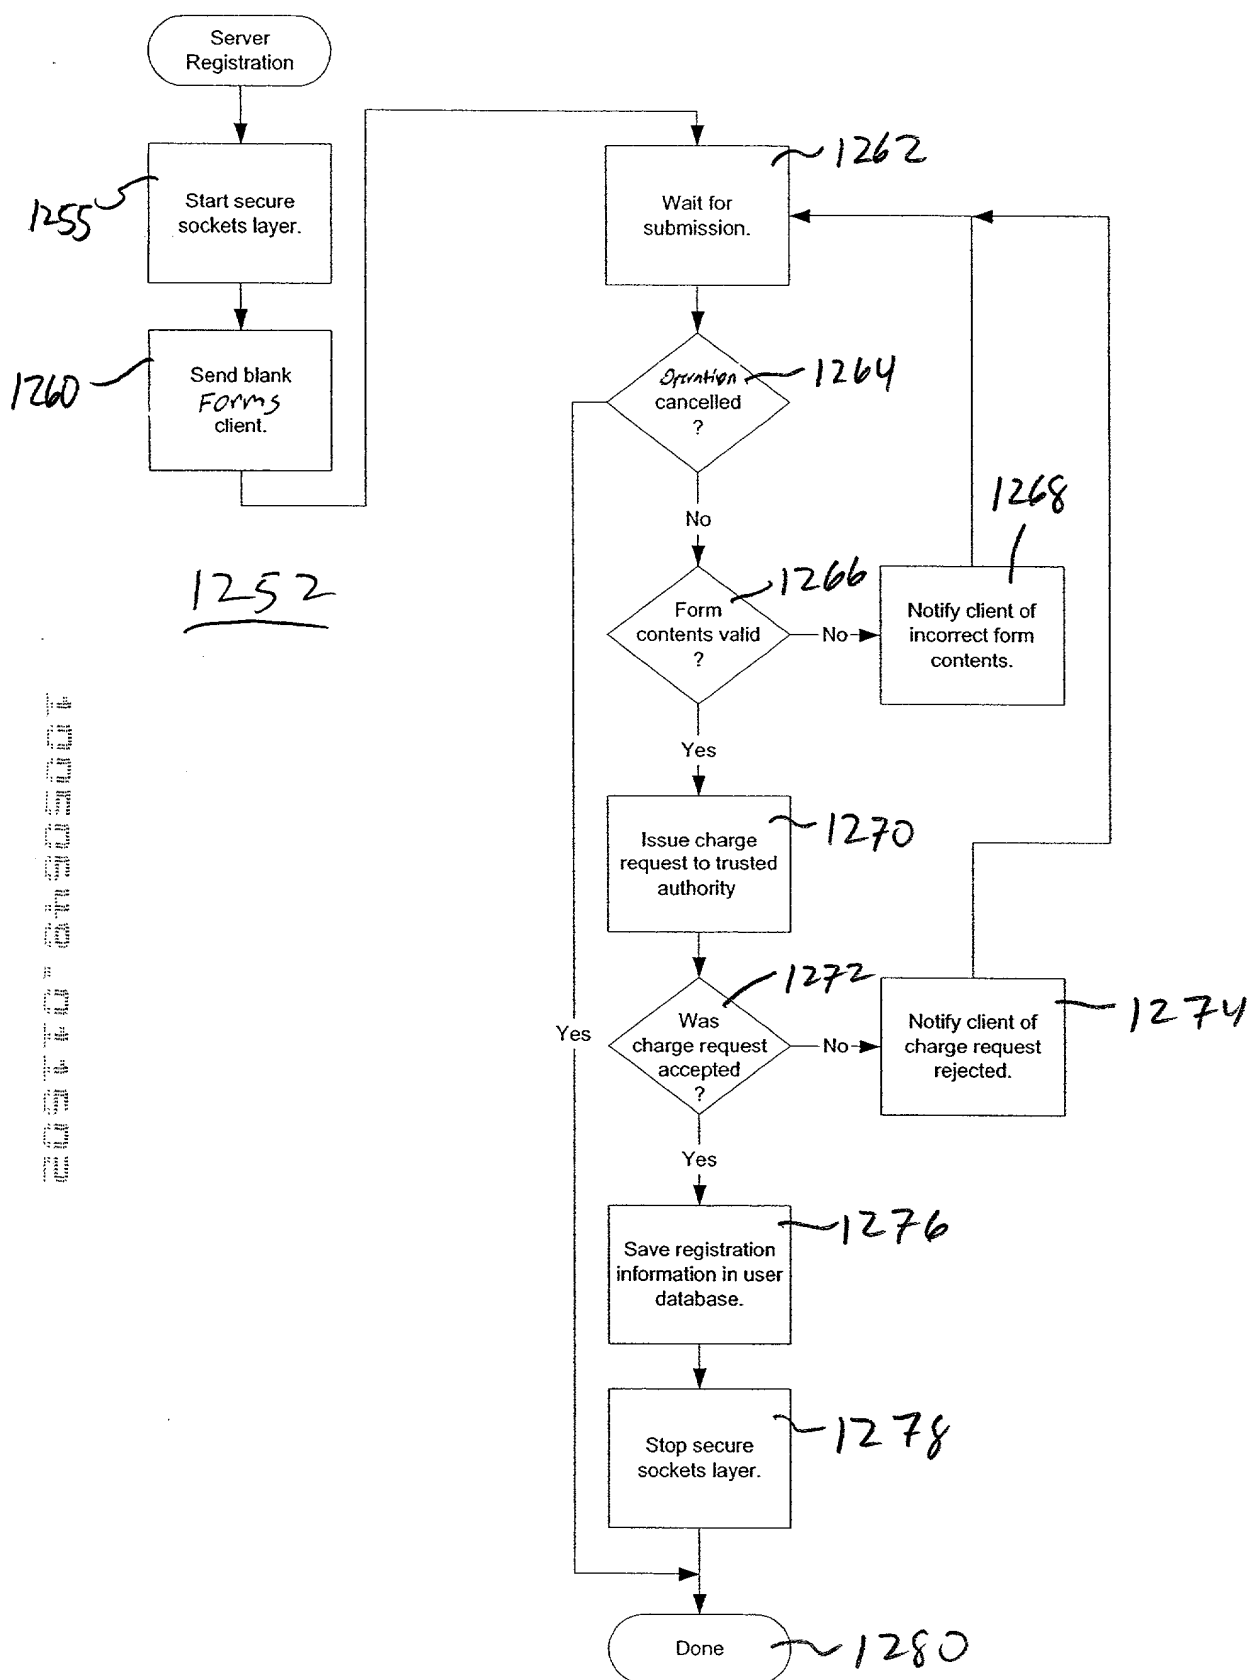 Server
Registration
1255
Start secure
sockets layer.
1260
Send blank
Forms
client.
1252
1262
Wait for
submission.
1264
Operation
cancelled
?
No
1266
Form
contents valid
?
No
1268
Notify client of
incorrect form
contents.
Yes
1270
Issue charge
request to trusted
authority
1272
Was
charge request
accepted
?
No
1274
Notify client of
charge request
rejected.
Yes
Yes
1276
Save registration
information in user
database.
1278
Stop secure
sockets layer.
Done
1280
10050549.011502